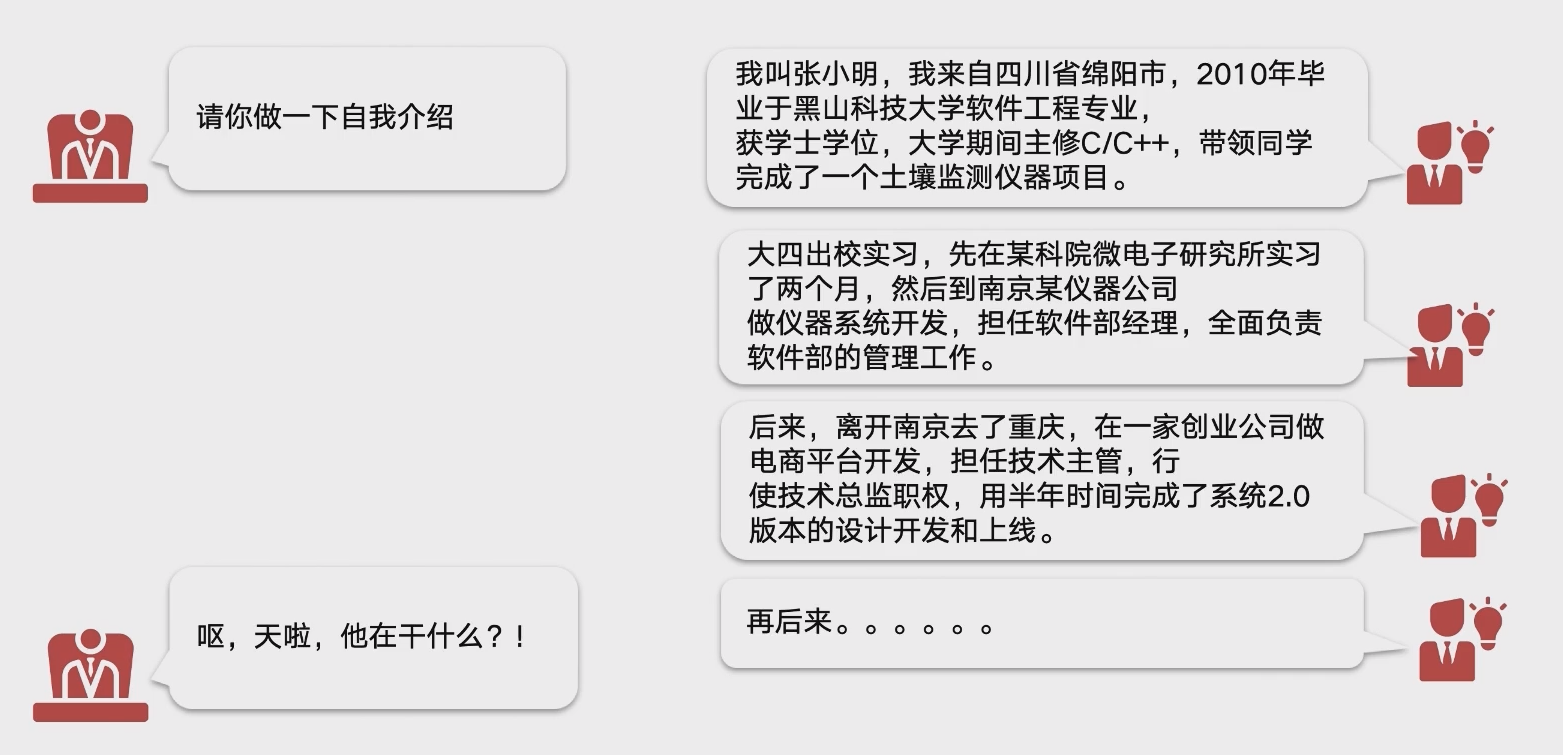 请你做一下自我介绍
我叫张小明，我来自四川省绵阳市，2010年毕
业于黑山科技大学软件工程专业，
获学士学位，大学期间主修C/C++，带领同学
完成了一个土壤监测仪器项目。
大四出校实习，先在某科院微电子研究所实习
了两个月，然后到南京某仪器公司
做仪器系统开发，担任软件部经理，全面负责
软件部的管理工作。
后来，离开南京去了重庆，在一家创业公司做
电商平台开发，担任技术主管，行
使技术总监职权，用半年时间完成了系统2.0
版本的设计开发和上线。
再后来。。。。。。
呕，天啦，他在干什么？！